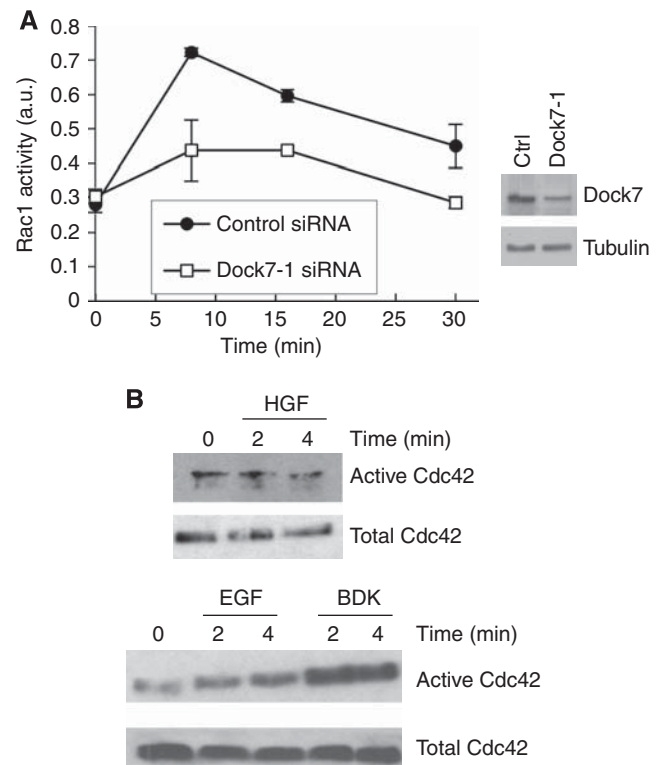 A
Rac1 activity (a.u.)
0.8
0.7
0.6
0.5
0.4
0.3
0.2
0.1
0
Control siRNA
Dock7-1 siRNA
0 5 10 15 20 25 30
Time (min)
Ctrl Dock7-1
Dock7
Tubulin
B
HGF
0 2 4 Time (min)
Active Cdc42
Total Cdc42
EGF BDK
0 2 4 2 4 Time (min)
Active Cdc42
Total Cdc42